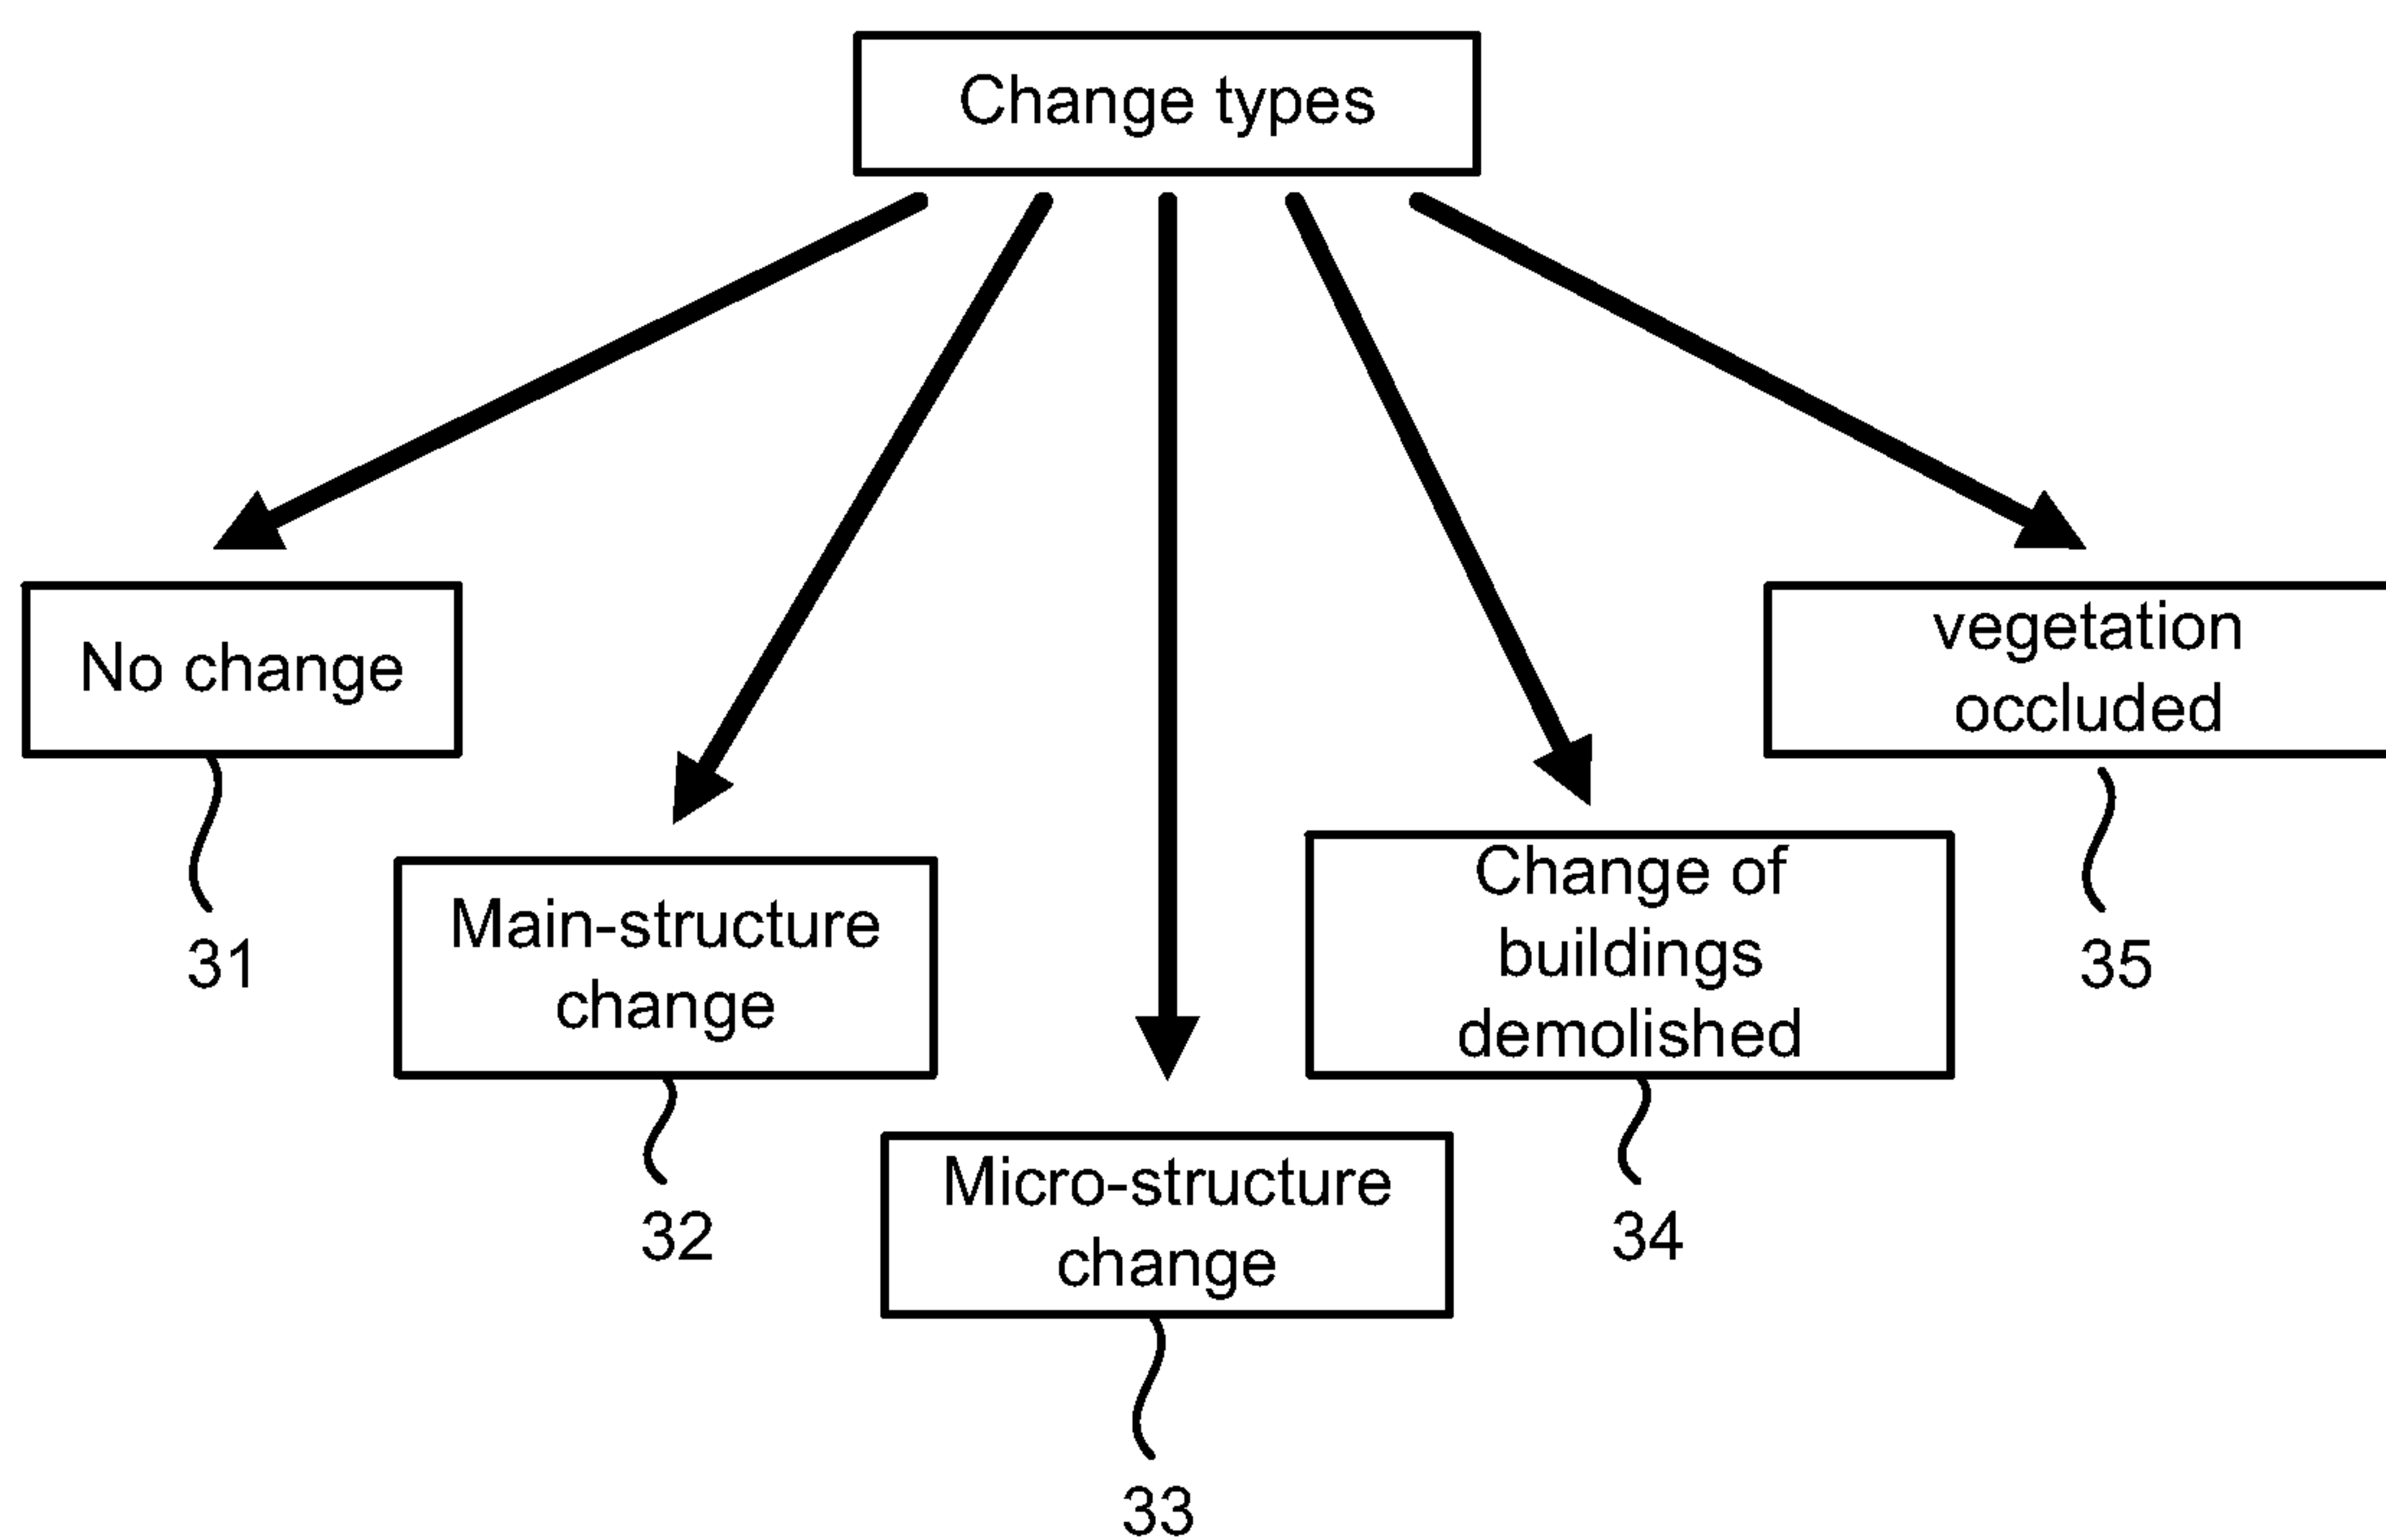 Change types
No change
31
Main-structure
change
32
Micro-structure
change
33
Change of
buildings
demolished
34
vegetation
occluded
35